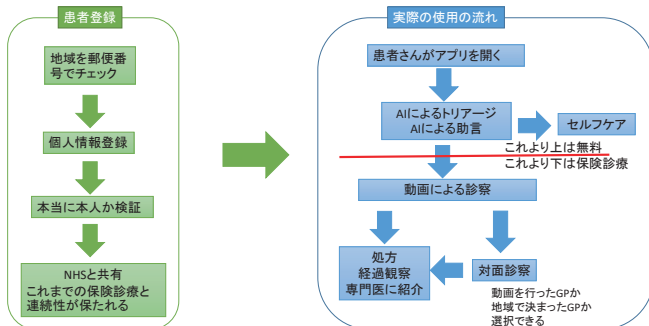 患者登録
地域を郵便番
号でチェック
個人情報登録
本当に本人か検証
NHSと共有
これまでの保険診療と
連続性が保たれる
実際の使用の流れ
患者さんがアプリを開く
AIによるトリアージ
AIによる助言
セルフケア
これより上は無料
これより下は保険診療
動画による診察
処方
経過観察
専門医に紹介
対面診察
動画を行ったGPか
地域で決まったGPか
選択できる